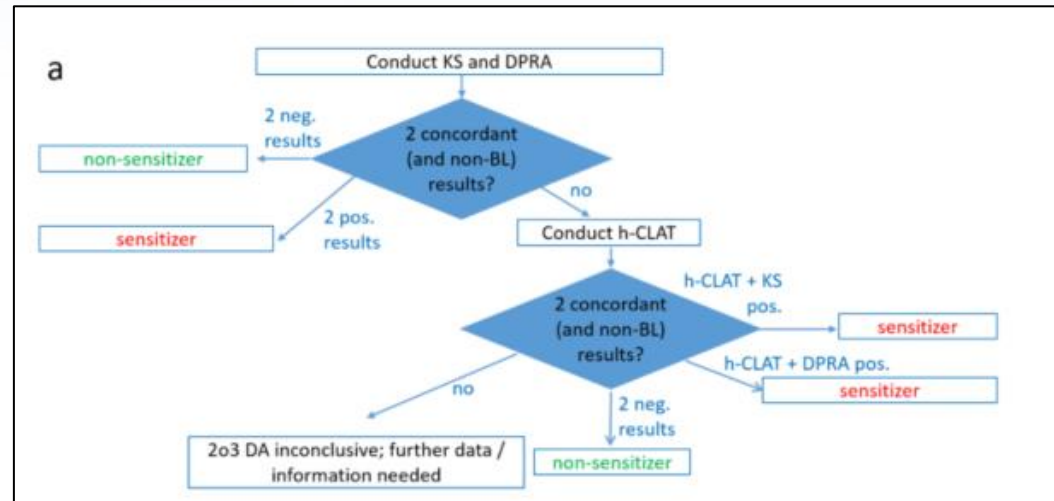 a
Conduct KS and DPRA
2 neg.
results
2 concordant
(and non-BL)
results?
non-sensitizer
no
2 pos.
results
sensitizer
Conduct h-CLAT
h-CLAT + KS
pos.
2 concordant
(and non-BL)
results?
sensitizer
h-CLAT + DPRA pos.
sensitizer
no
2 neg.
results
2o3 DA inconclusive; further data /
information needed
non-sensitizer